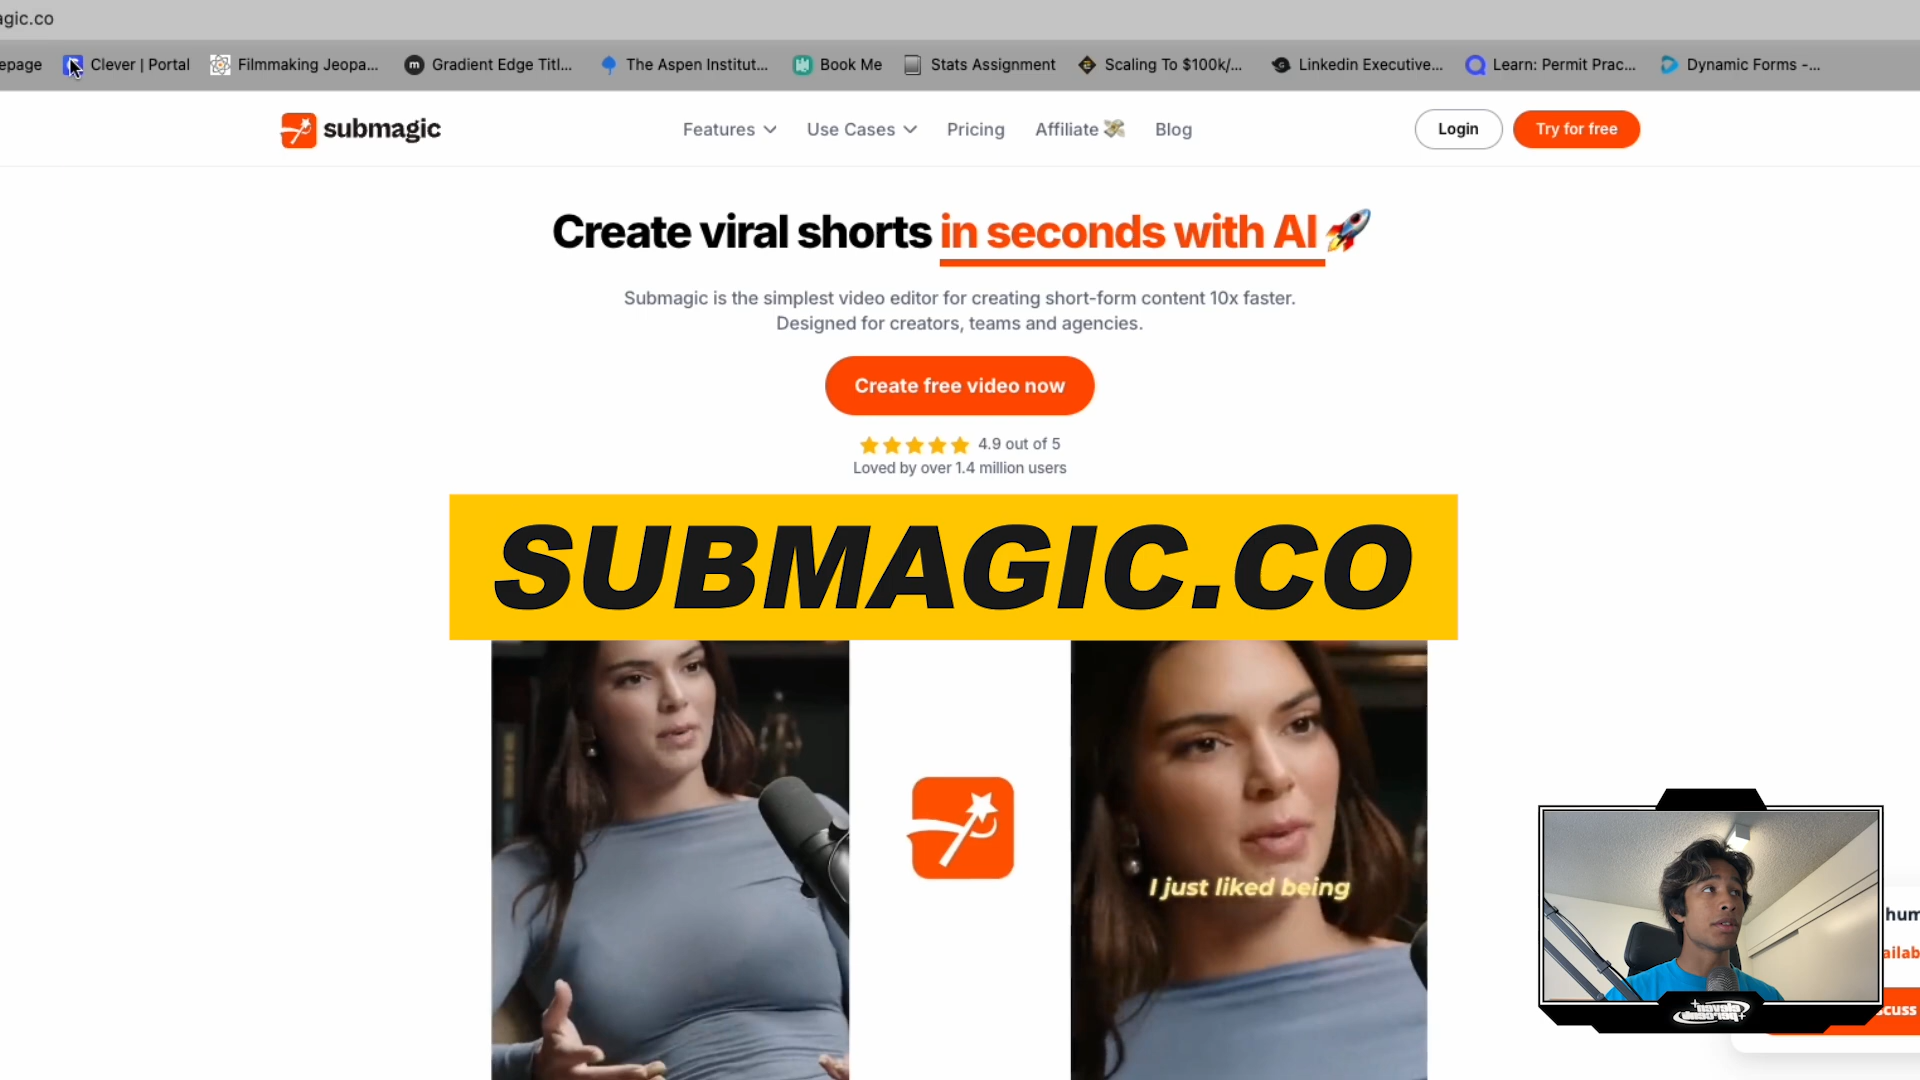 agic.co
epage
Clever | Portal
Filmmaking Jeopa...
Gradient Edge Titl...
The Aspen Institut...
Book Me
Stats Assignment
Scaling To $100k/...
Linkedin Executive...
Learn: Permit Prac...
Dynamic Forms -...
submagic
Features
Use Cases
Pricing
Affiliate 💸
Blog
Login
Try for free
Create viral shorts in seconds with AI 🚀
Submagic is the simplest video editor for creating short-form content 10x faster.
Designed for creators, teams and agencies.
Create free video now
4.9 out of 5
Loved by over 1.4 million users
SUBMAGIC.CO
I just liked being
hum
ailab
cuss